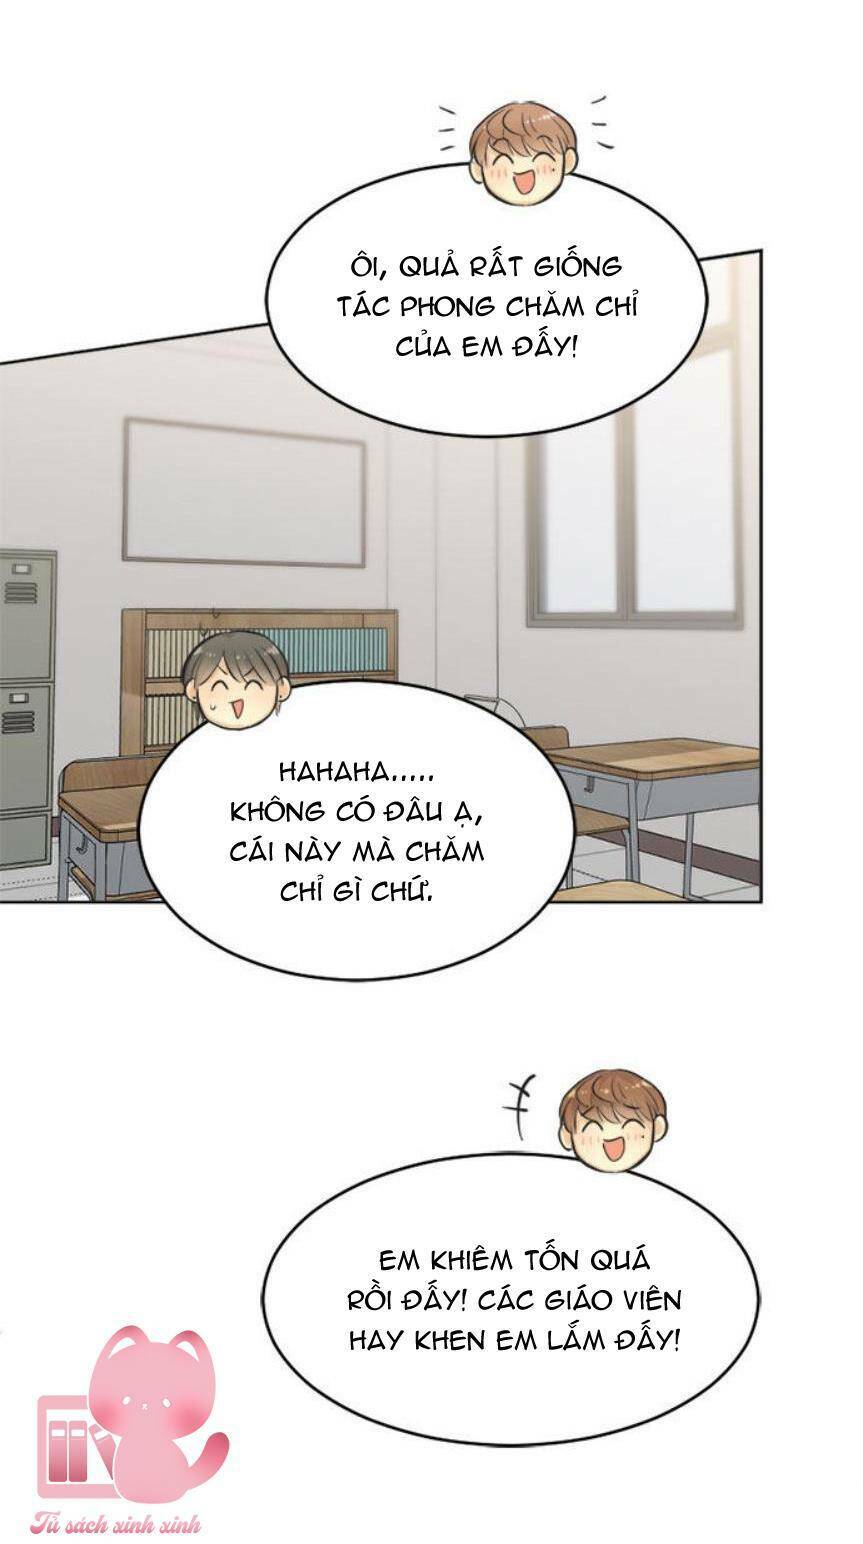 ÔI, QUẢ RẤT GIỐNG
TÁC PHONG CHĂM CHỈ
CỦA EM ĐẤY!
HAHAHA.....
KHÔNG CÓ ĐÂU Ạ,
CÁI NÀY MÀ CHĂM
CHỈ GÌ CHỨ.
EM KHIÊM TỐN QUÁ
RỒI ĐẤY! CÁC GIÁO VIÊN
HAY KHEN EM LẮM ĐẤY!
Tủ sách xinh xinh